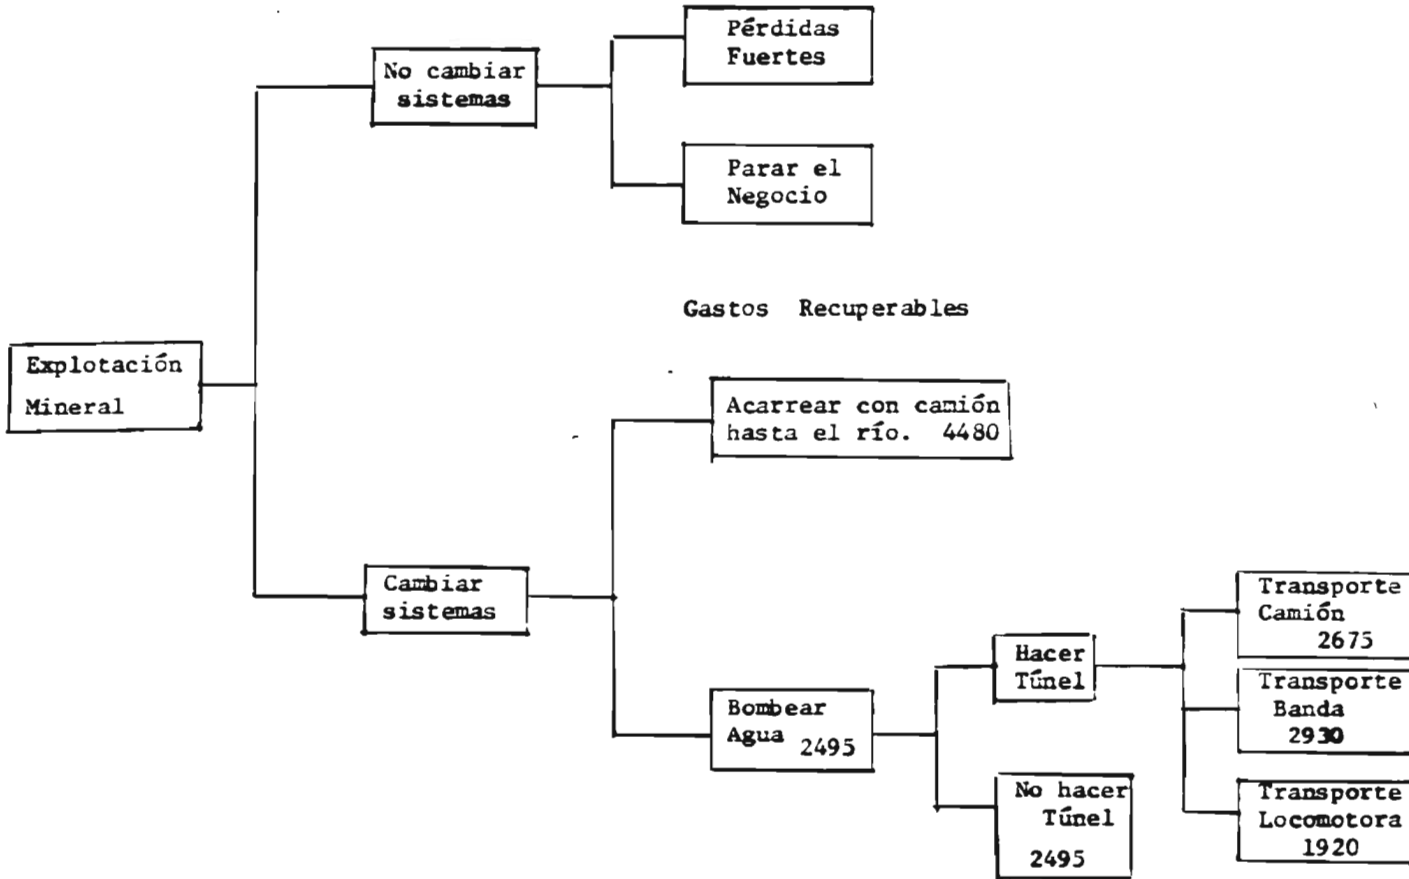 Pérdidas
Fuertes
No cambiar
sistemas
Parar el
Negocio
Gastos Recuperables
Explotación
Mineral
Acarrear con camión
hasta el río. 4480
Cambiar
sistemas
Bombear
Agua 2495
Hacer
Túnel
No hacer
Túnel
2495
Transporte
Camión
2675
Transporte
Banda
2930
Transporte
Locomotora
1920